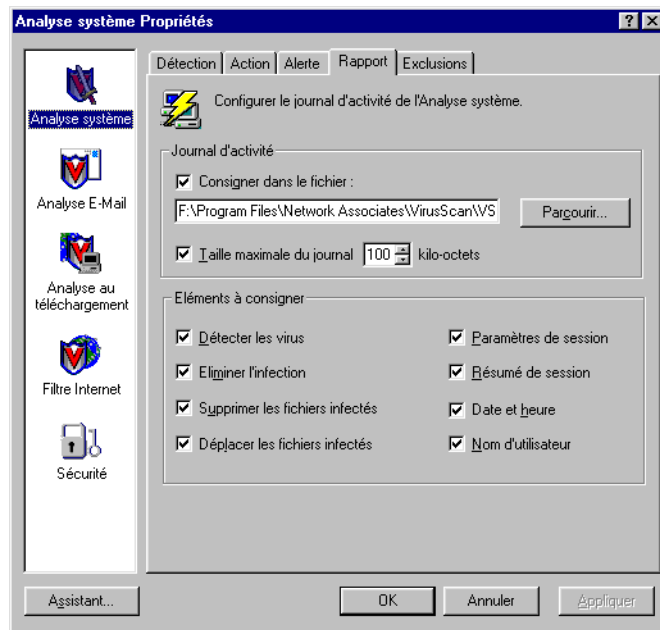 Analyse système Propriétés
Détection
Action
Alerte
Rapport
Exclusions
Analyse système
Analyse E-Mail
Analyse au
téléchargement
Filtre Internet
Sécurité
Configurer le journal d'activité de l'Analyse système.
Journal d'activité
Consigner dans le fichier :
F:\Program Files\Network Associates\VirusScan\VS
Parcourir...
Taille maximale du journal 100 kilo-octets
Eléments à consigner
Détecter les virus
Paramètres de session
Eliminer l'infection
Résumé de session
Supprimer les fichiers infectés
Date et heure
Déplacer les fichiers infectés
Nom d'utilisateur
Assistant...
OK
Annuler
Appliquer